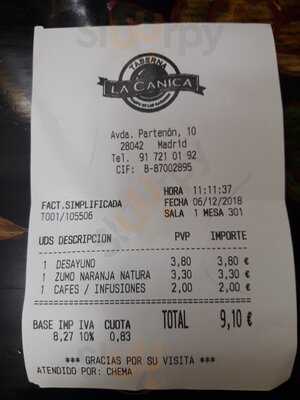 TABERNA
LA CANICA
Avda. Partenón, 10
28042 Madrid
Tel. 91 721 01 92
CIF: B-87002895
HORA 11:11:37
FACT.SIMPLIFICADA FECHA 06/12/2018
T001/105506 SALA 1 MESA 301
UDS DESCRIPCION PVP IMPORTE
1 DESAYUNO 3,80 3,80 €
1 ZUMO NARANJA NATURA 3,30 3,30 €
1 CAFES / INFUSIONES 2,00 2,00 €
BASE IMP IVA CUOTA TOTAL 9,10 €
8,27 10% 0,83
*** GRACIAS POR SU VISITA ***
ATENDIDO POR: CHEMA